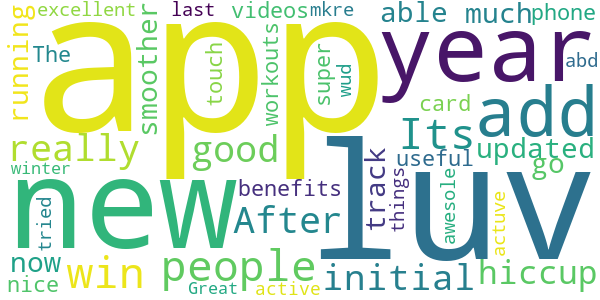 excellent last videos mkre able much phone
The app year abd
running smoother touch workouts super wud
card add
really good Its updated
winter useful go
new benefits track things luv
tried After awesole actuve
now win people initial hiccup
nice Great active